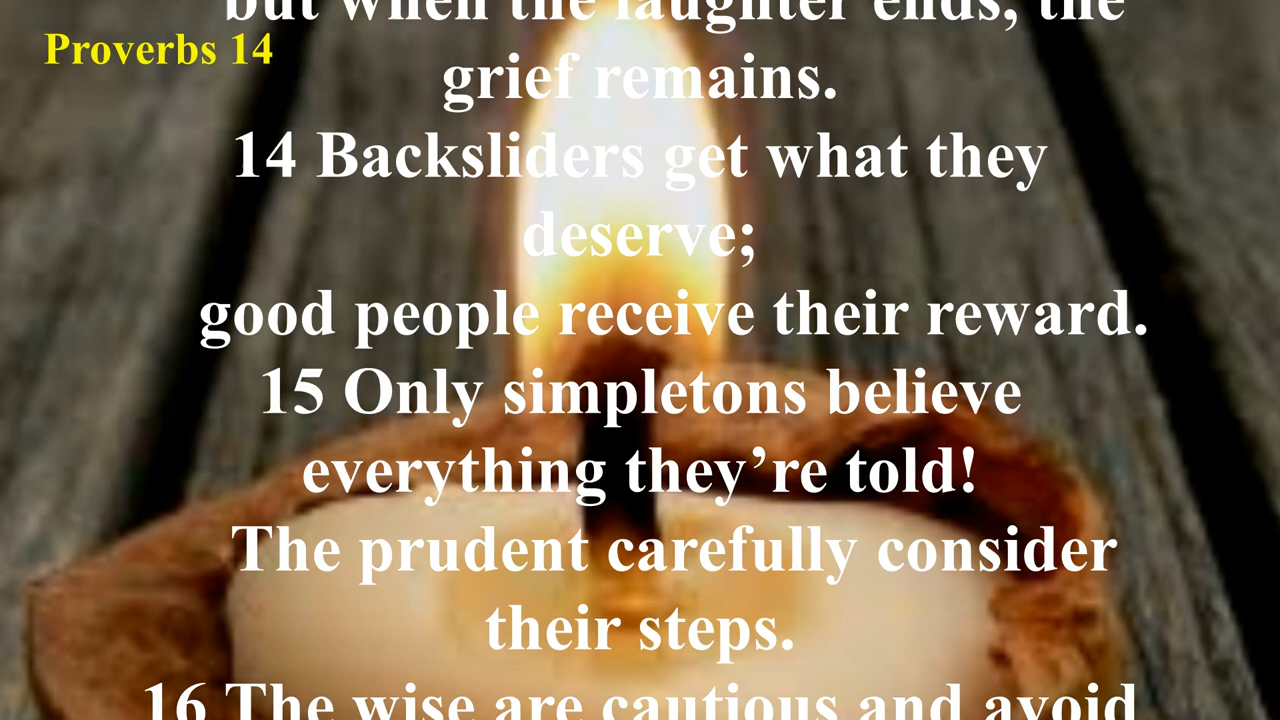 but when the laughter ends, the
Proverbs 14
grief remains.
14 Backsliders get what they
deserve;
good people receive their reward.
15 Only simpletons believe
everything they’re told!
The prudent carefully consider
their steps.
16 The wise are cautious and avoid